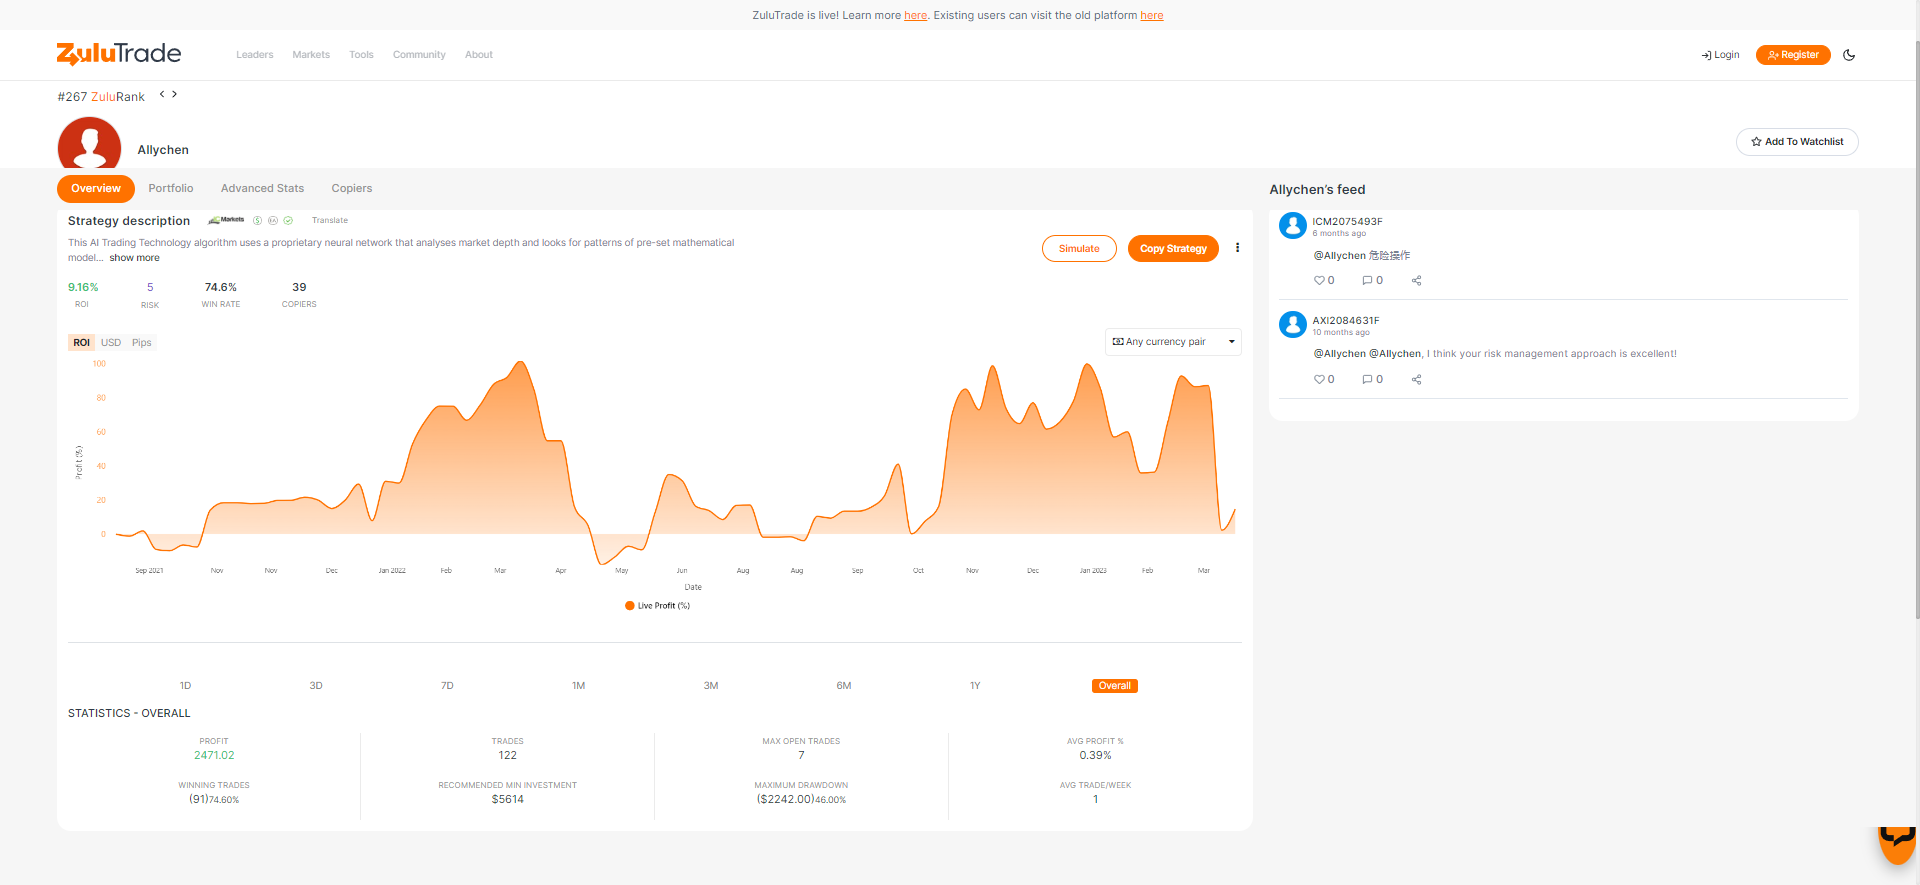 ZuluTrade is live! Learn more here. Existing users can visit the old platform here
ZuluTrade
Leaders Markets Tools Community About
Login Register
#267 ZuluRank
Allychen
Add To Watchlist
Overview Portfolio Advanced Stats Copiers
Strategy description Markets Translate
This AI Trading Technology algorithm uses a proprietary neural network that analyses market depth and looks for patterns of pre-set mathematical
model... show more
Simulate Copy Strategy
9.16% 5 74.6% 39
ROI RISK WIN RATE COPIERS
ROI USD Pips
Any currency pair
100
80
60
40
20
0
Profit (%)
Sep 2021 Nov Nov Dec Jan 2022 Feb Mar Apr May Jun Aug Aug Sep Oct Nov Dec Jan 2023 Feb Mar
Date
Live Profit (%)
1D 3D 7D 1M 3M 6M 1Y Overall
STATISTICS - OVERALL
PROFIT TRADES MAX OPEN TRADES AVG PROFIT %
2471.02 122 7 0.39%
WINNING TRADES RECOMMENDED MIN INVESTMENT MAXIMUM DRAWDOWN AVG TRADE/WEEK
(91)74.60% $5614 ($2242.00)46.00% 1
Allychen's feed
ICM2075493F
6 months ago
@Allychen 危险操作
0 0
AXI2084631F
10 months ago
@Allychen @Allychen, I think your risk management approach is excellent!
0 0